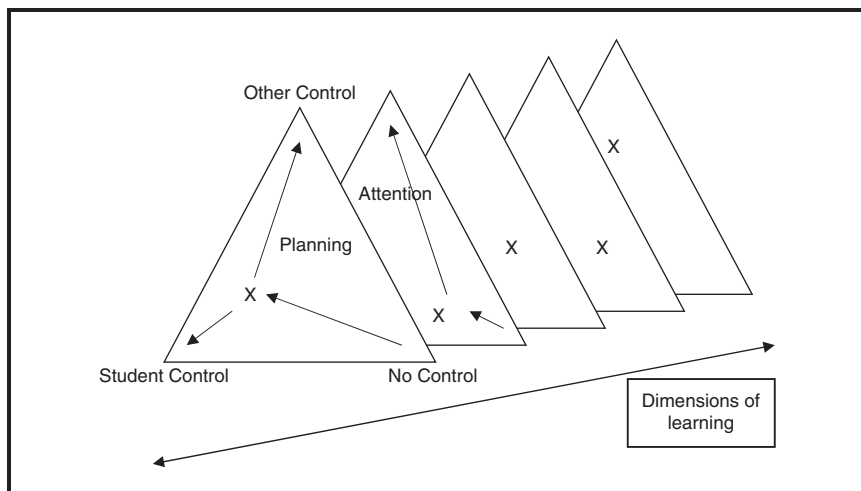 Other Control
Attention
X
Planning
X
X
X
X
Student Control
No Control
Dimensions of
learning